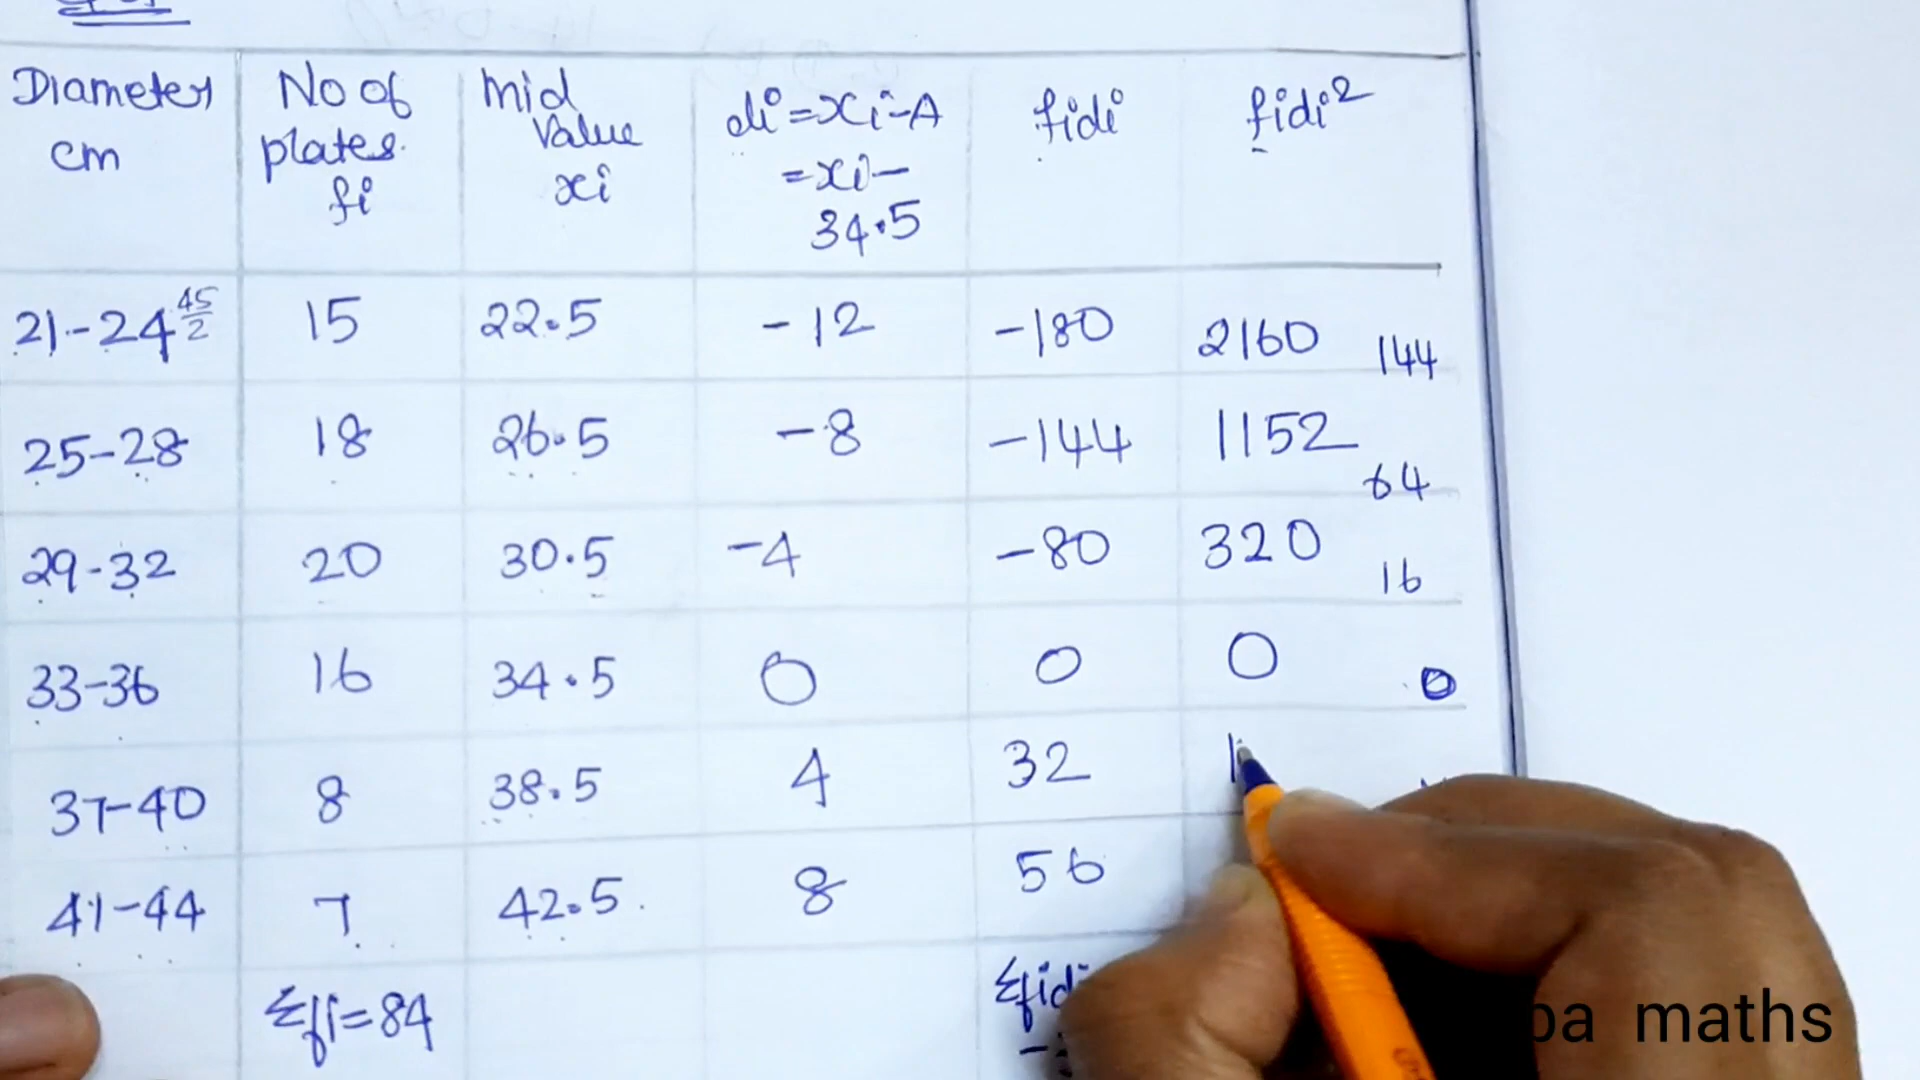 Diameter cm
No of plates fi
Mid Value xi
di=xi-A =xi- 34.5
fidi
fidi²
21-24 45/2 15 22.5 -12 -180 2160 144
25-28 18 26.5 -8 -144 1152 64
29-32 20 30.5 -4 -80 320 16
33-36 16 34.5 0 0 0 0
37-40 8 38.5 4 32 1
41-44 7 42.5 8 56
Σfi=84 Σfidi
maths